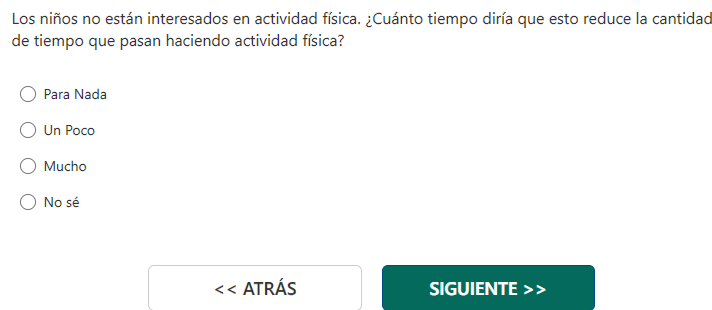 Los niños no están interesados en actividad física. ¿Cuánto tiempo diría que esto reduce la cantidad
de tiempo que pasan haciendo actividad física?
Para Nada
Un Poco
Mucho
No sé
<< ATRÁS
SIGUIENTE >>